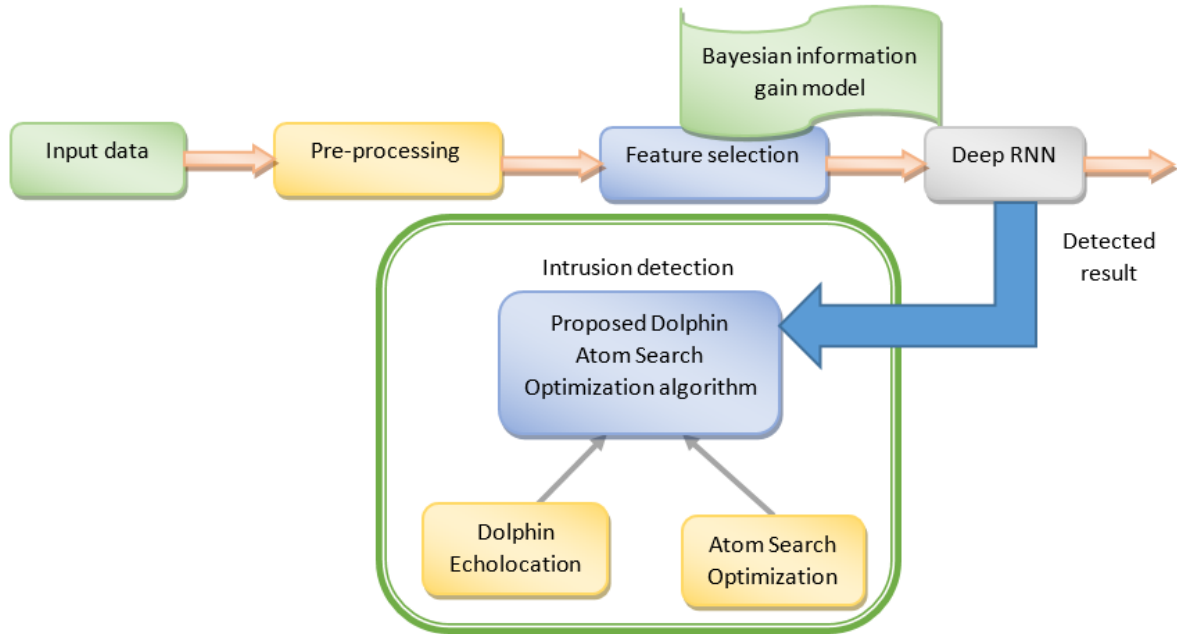 Bayesian information
gain model
Input data
Pre-processing
Feature selection
Deep RNN
Detected
result
Intrusion detection
Proposed Dolphin
Atom Search
Optimization algorithm
Dolphin
Echolocation
Atom Search
Optimization